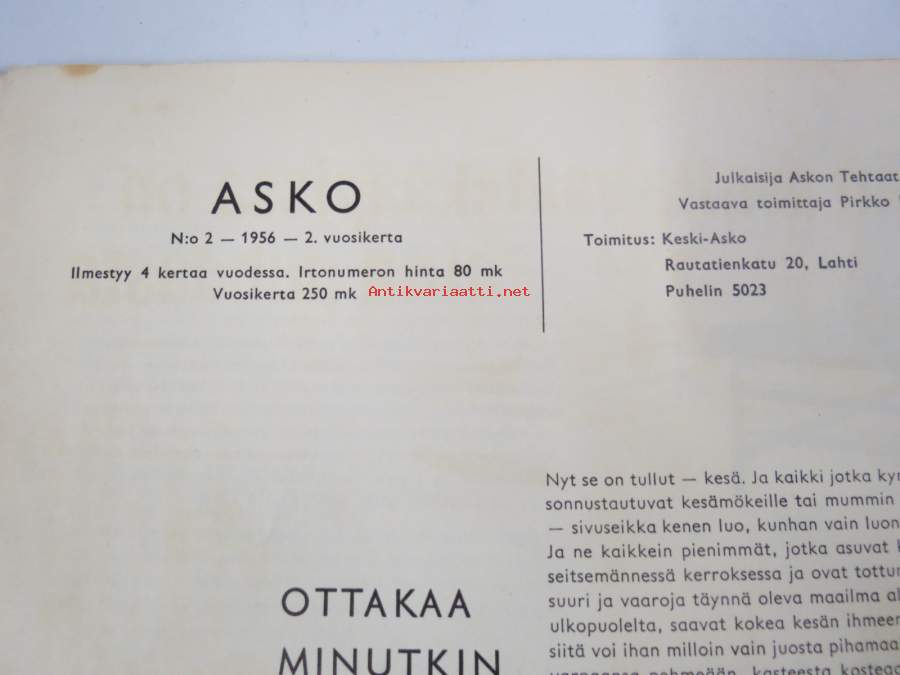 ASKO
N:o 2 — 1956 — 2. vuosikerta
Ilmestyy 4 kertaa vuodessa. Irtonumeron hinta 80 mk
Vuosikerta 250 mk
Antikvariaatti.net
Julkaisija Askon Tehtaat
Vastaava toimittaja Pirkko
Toimitus: Keski-Asko
Rautatienkatu 20, Lahti
Puhelin 5023
OTTAKAA
MINUTKIN
Nyt se on tullut — kesä. Ja kaikki jotka
sonnustautuvat kesämökeille tai mummin
— sivuseikka kenen luo, kunhan vain
Ja ne kaikkein pienimmät, jotka asuvat
seitsemännessä kerroksessa ja ovat
suuri ja vaaroja täynnä oleva maailma
ulkopuolelta, saavat kokea kesän
siitä voi ihan milloin vain juosta
kasteesta